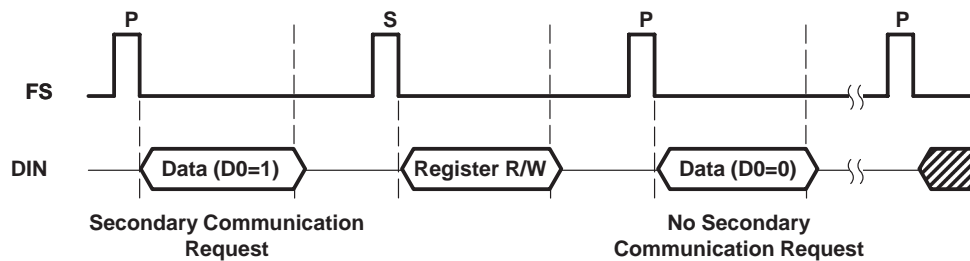 P S P P
FS
DIN Data (D0=1) Register R/W Data (D0=0)
Secondary Communication
Request
No Secondary
Communication Request